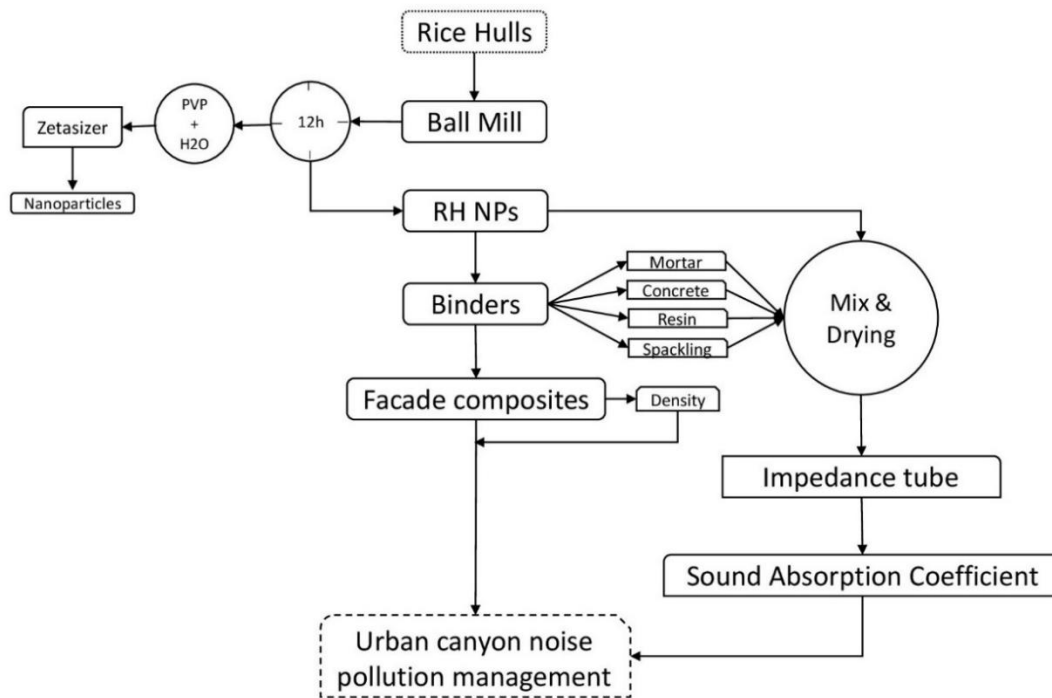 Rice Hulls
Ball Mill
12h
PVP
+
H2O
Zetasizer
Nanoparticles
RH NPs
Binders
Mortar
Concrete
Resin
Spackling
Mix &
Drying
Facade composites
Density
Impedance tube
Sound Absorption Coefficient
Urban canyon noise
pollution management